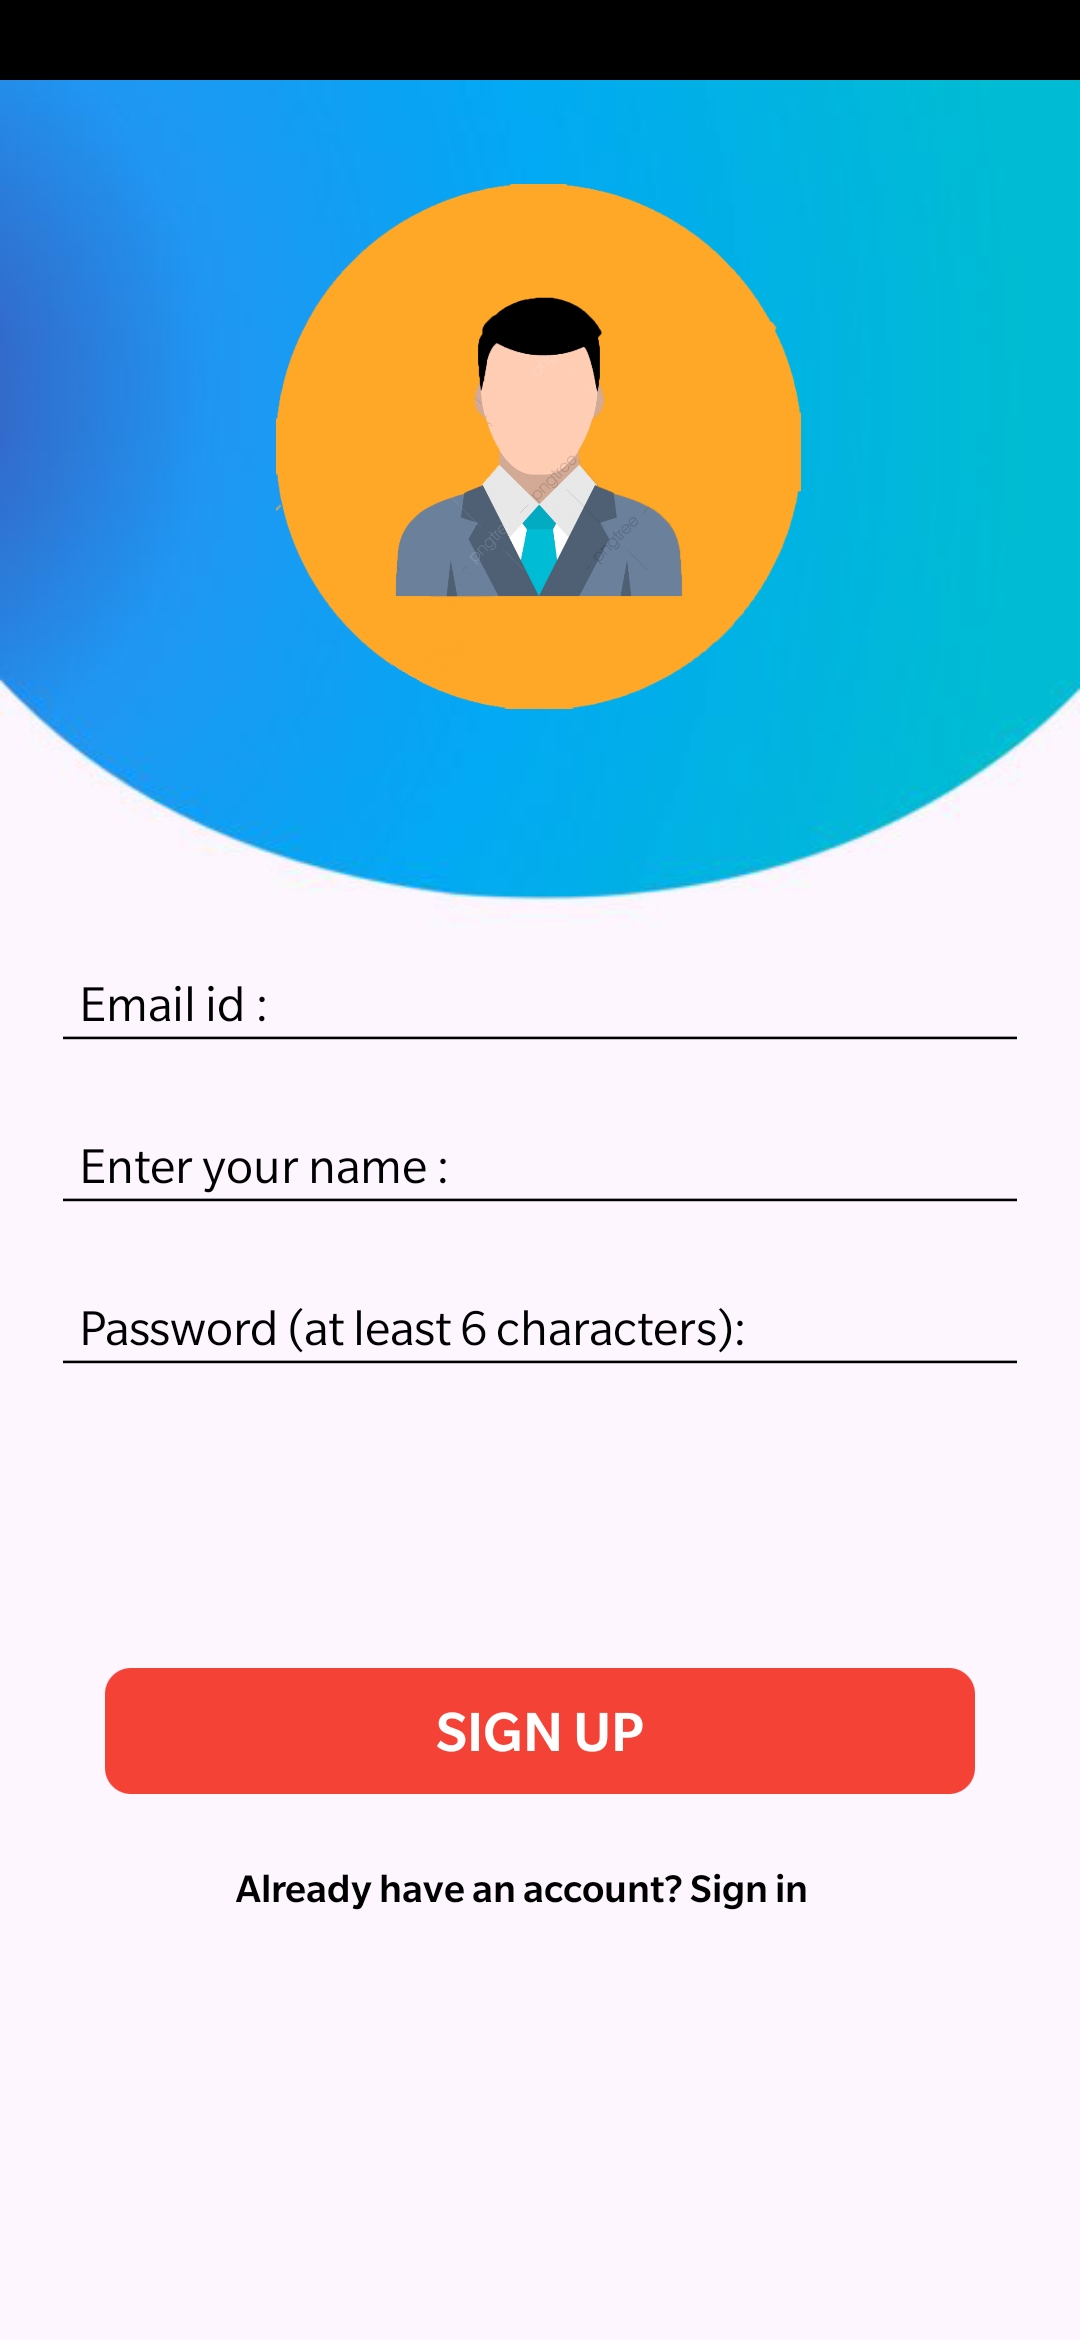 pngtree
pngtree
pngtree
Email id :
Enter your name :
Password (at least 6 characters):
SIGN UP
Already have an account? Sign in